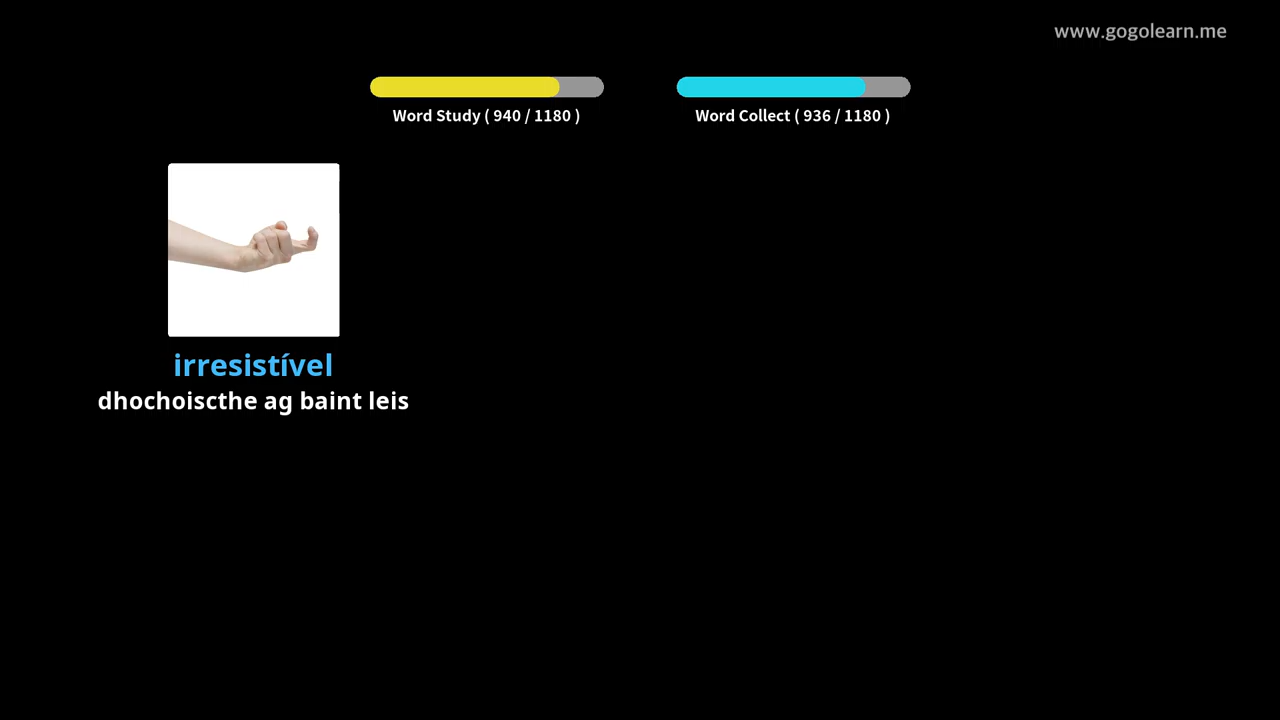 www.gogolearn.me
Word Study ( 940 / 1180 )
Word Collect ( 936 / 1180 )
irresistível
dhochoiscthe ag baint leis